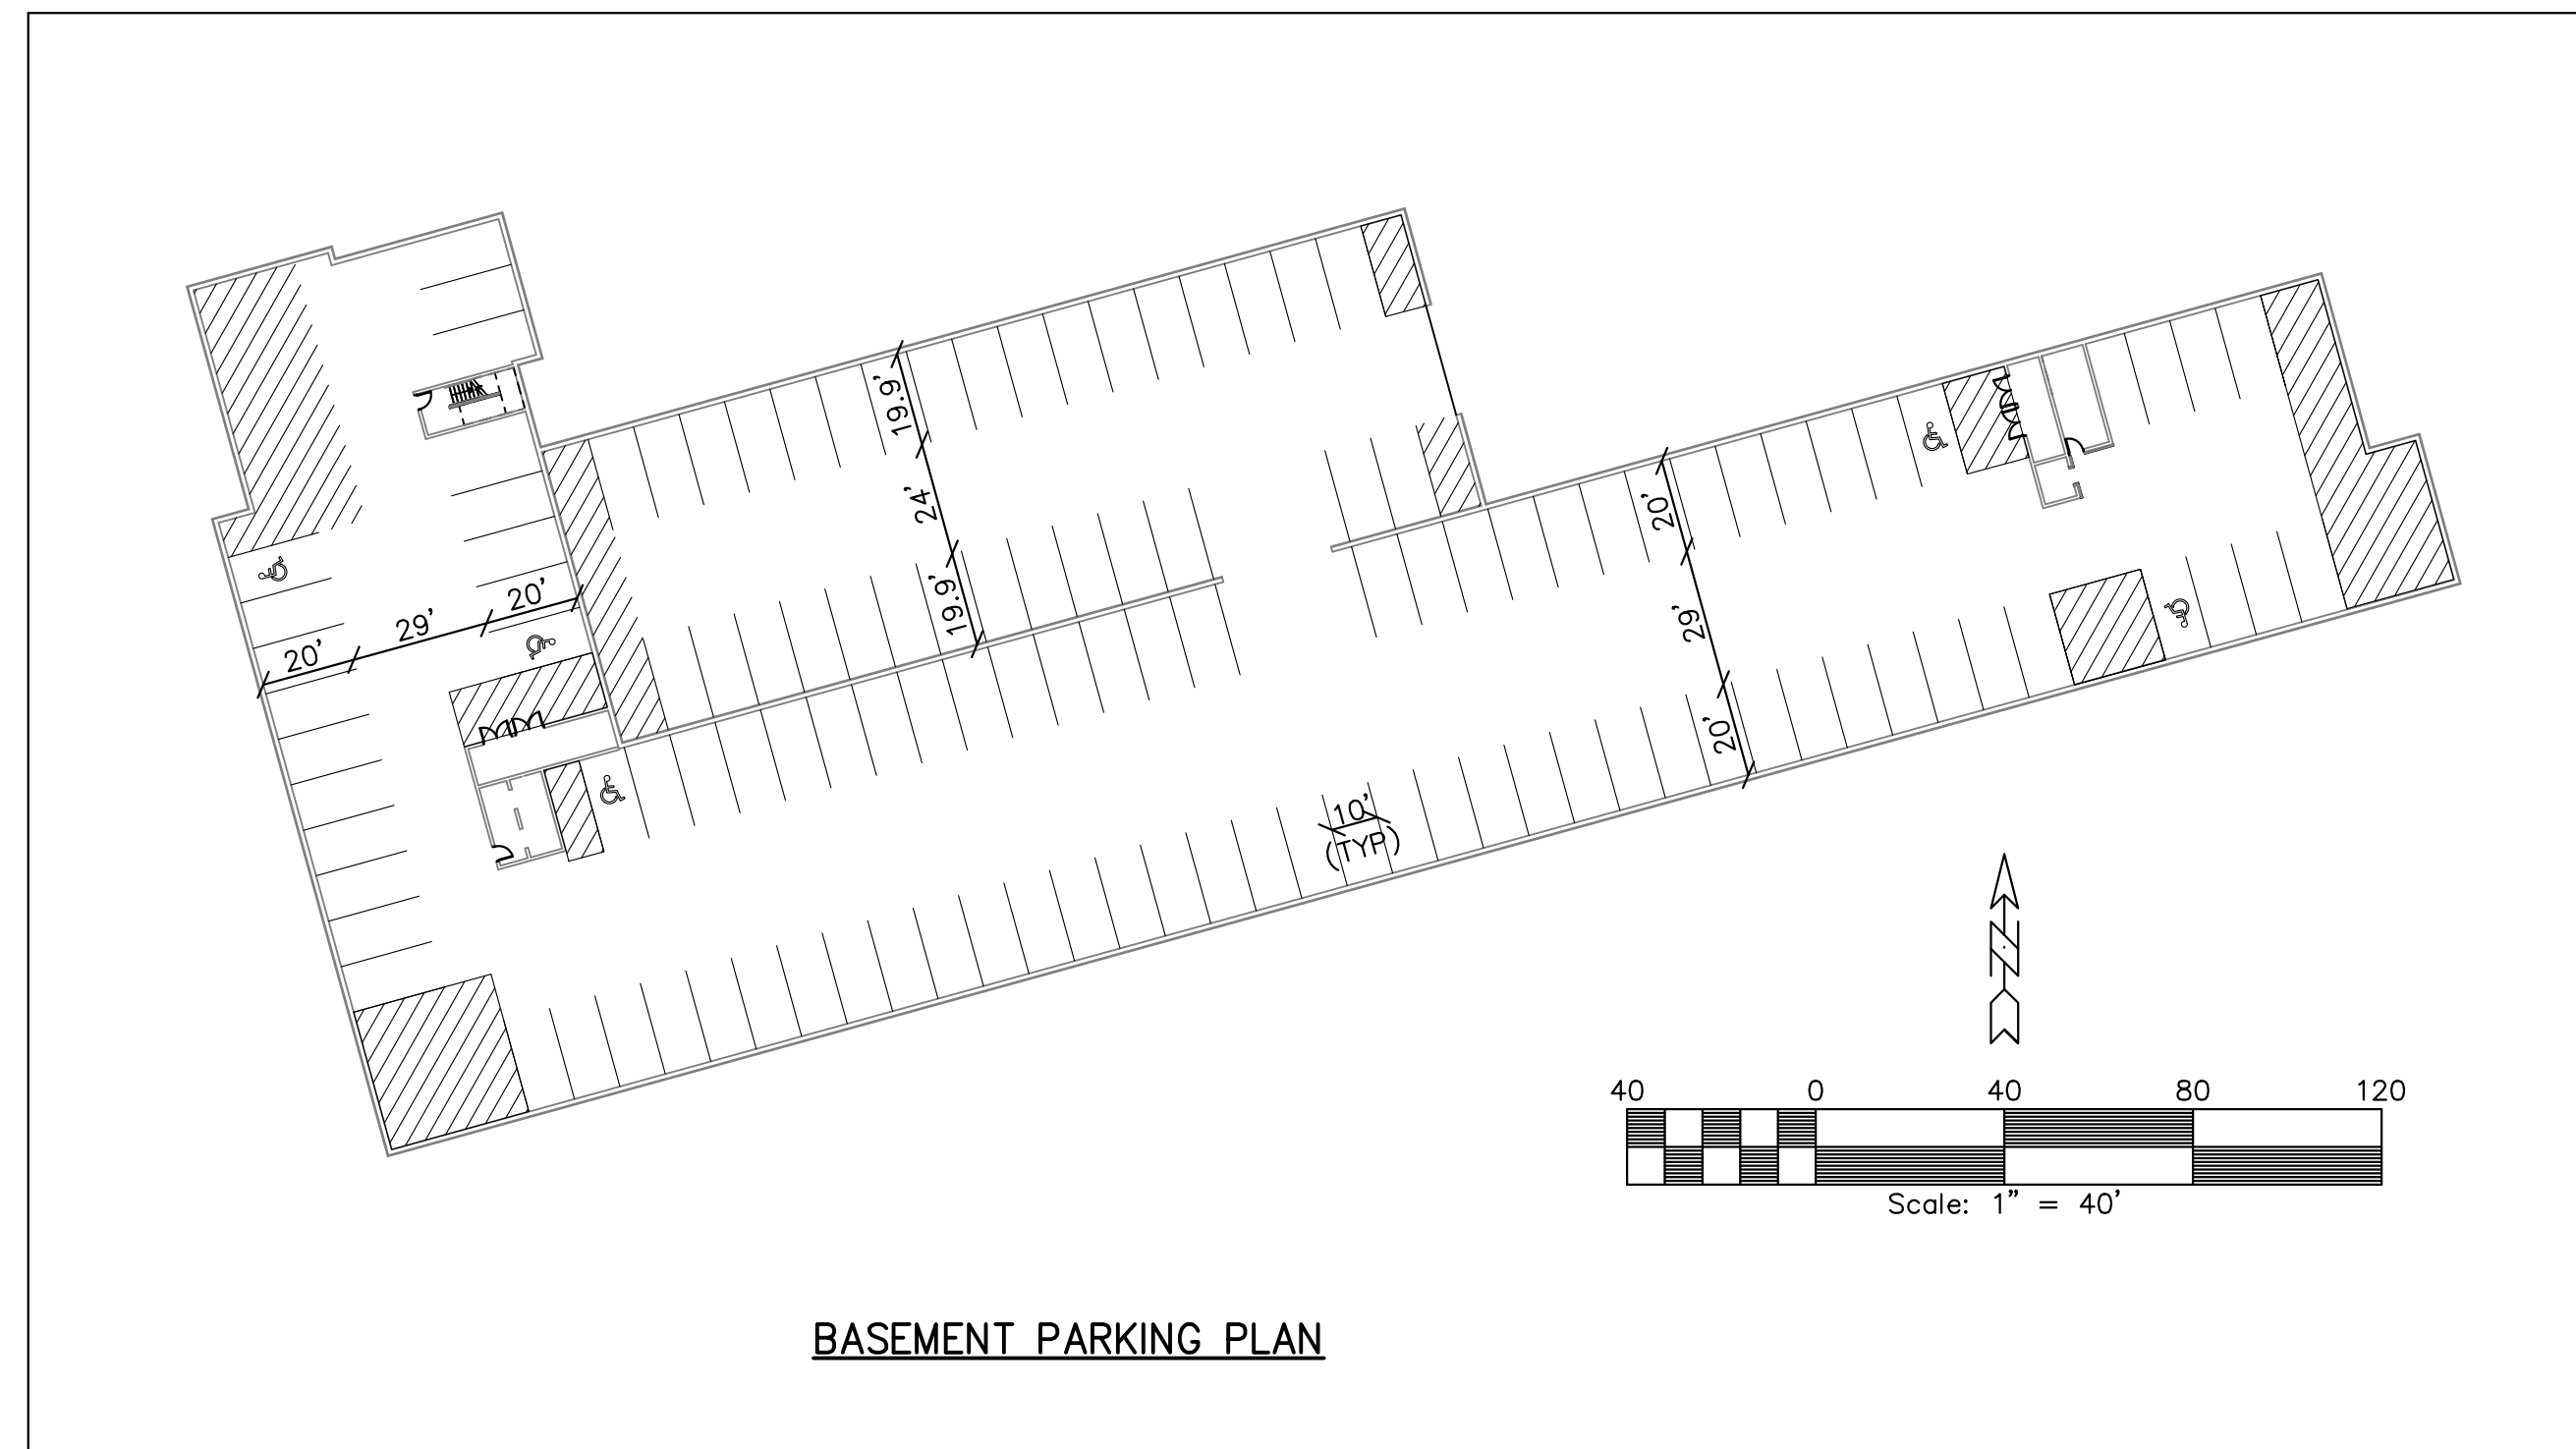 19.9'
24'
19.9'
20'
29'
20'
20'
29'
20'
10'
(TYP)
N
40 0 40 80 120
Scale: 1” = 40’
BASEMENT PARKING PLAN